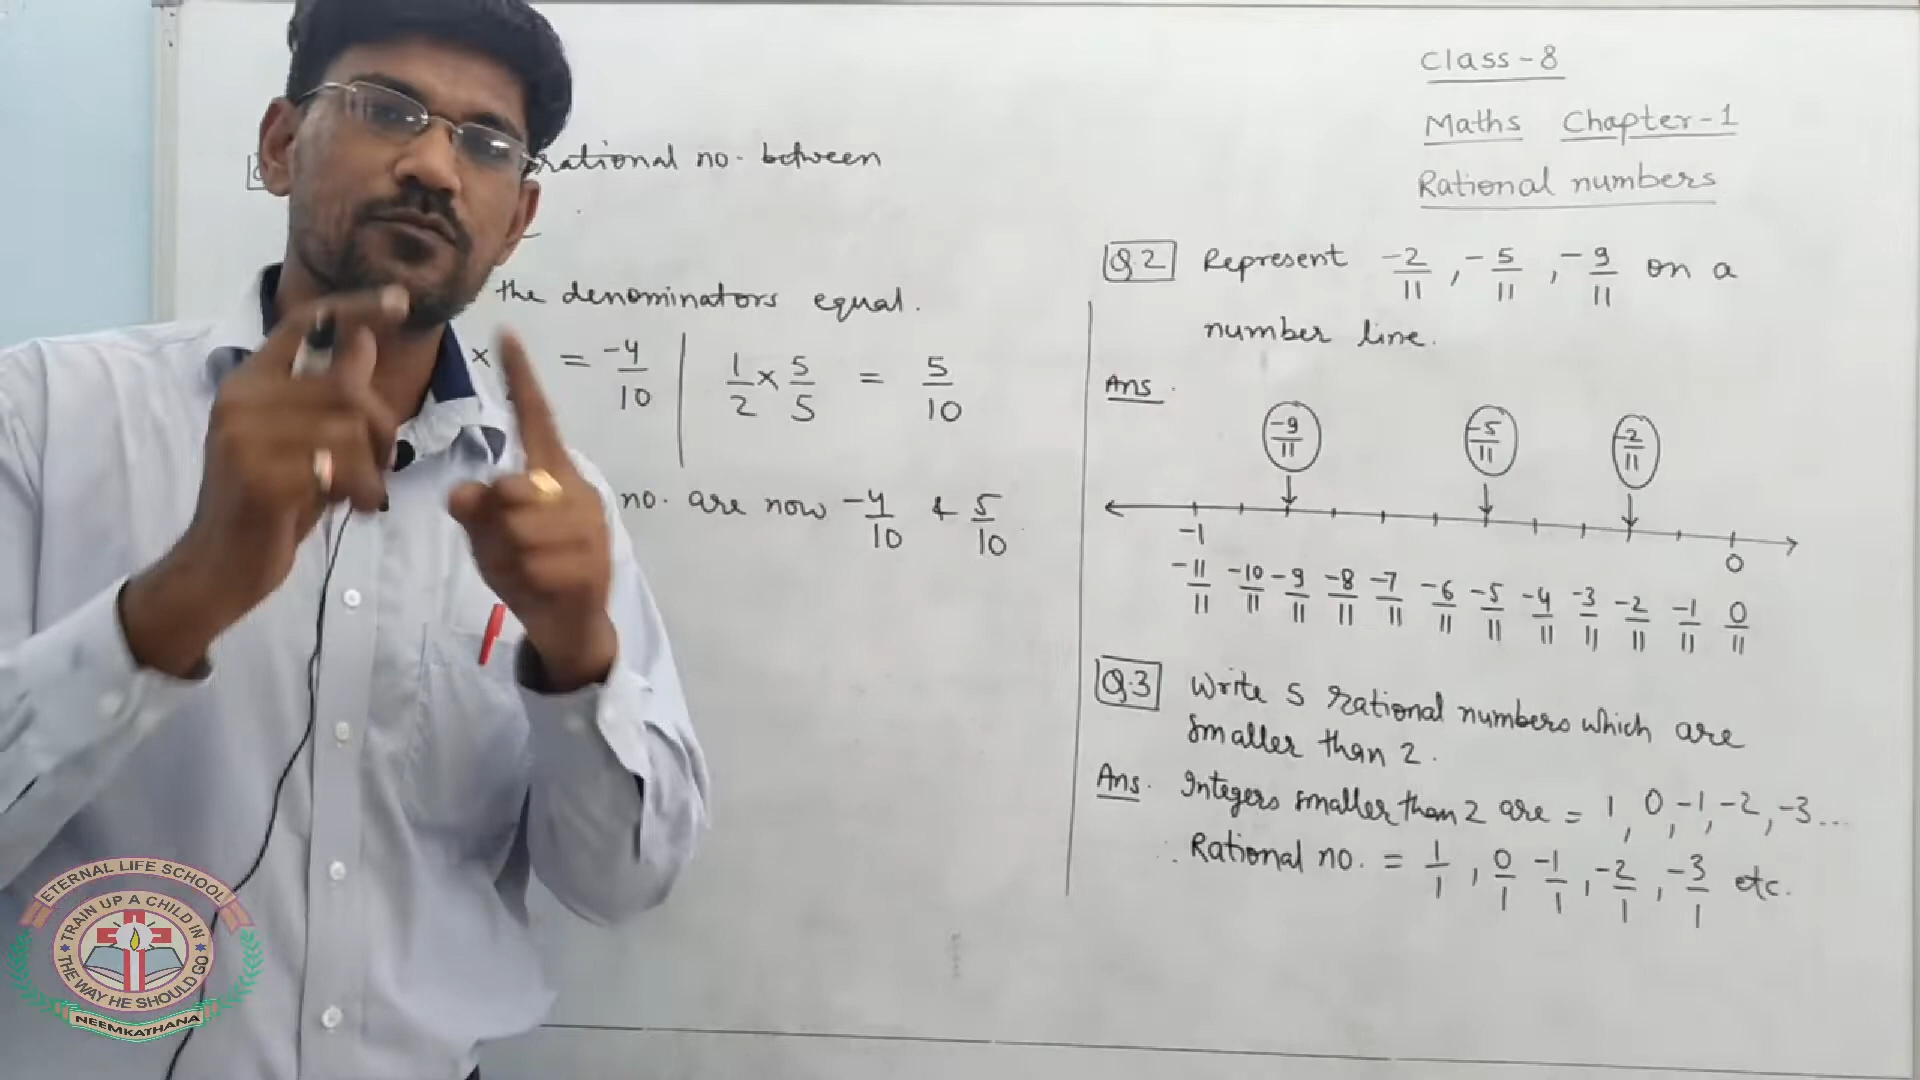 Class-8
Maths Chapter-1
Rational numbers
rational no. between
the denominators equal.
× = -4/10 | 1/2 × 5/5 = 5/10
no. are now -4/10 & 5/10
Q.2 Represent -2/11, -5/11, -9/11 on a
number line.
Ans.
-9/11 -5/11 -2/11
-1 0
-11/11 -10/11 -9/11 -8/11 -7/11 -6/11 -5/11 -4/11 -3/11 -2/11 -1/11 0/11
Q.3 Write 5 rational numbers which are
smaller than 2.
Ans. Integers smaller than 2 are = 1, 0, -1, -2, -3...
∴ Rational no. = 1/1, 0/1 -1/1, -2/1, -3/1 etc.
ETERNAL LIFE SCHOOL
TRAIN UP A CHILD IN
THE WAY HE SHOULD GO
NEEMKATHANA